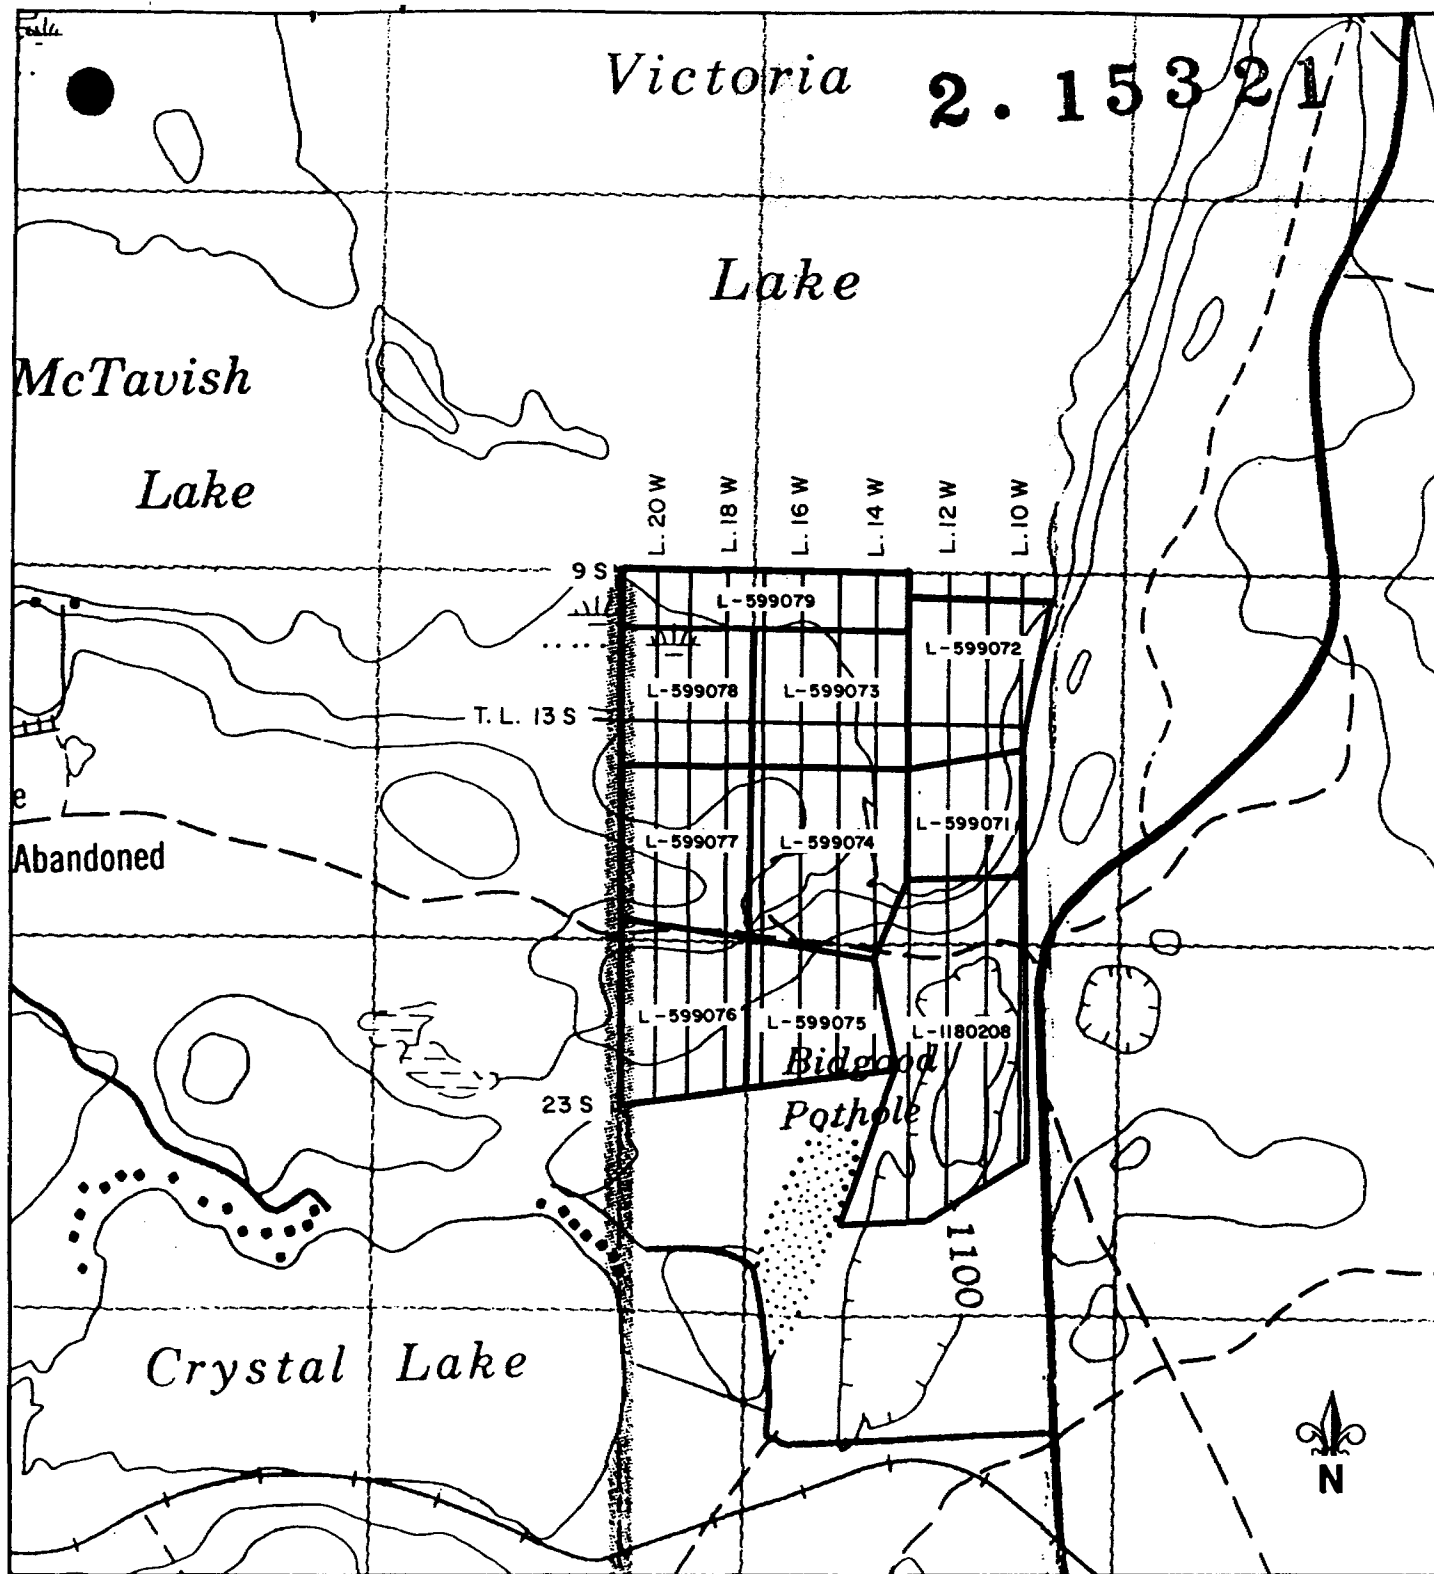 Victoria
2.15321
Lake
McTavish
Lake
L. 20 W
L. 18 W
L. 16 W
L. 14 W
L. 12 W
L. 10 W
9 S
L-599079
L-599072
L-599078
L-599073
T. L. 13 S
e
Abandoned
L-599077
L-599074
L-599071
L-599076
L-599075
L-1180208
Bidgood
Pothole
23 S
1100
Crystal Lake
N